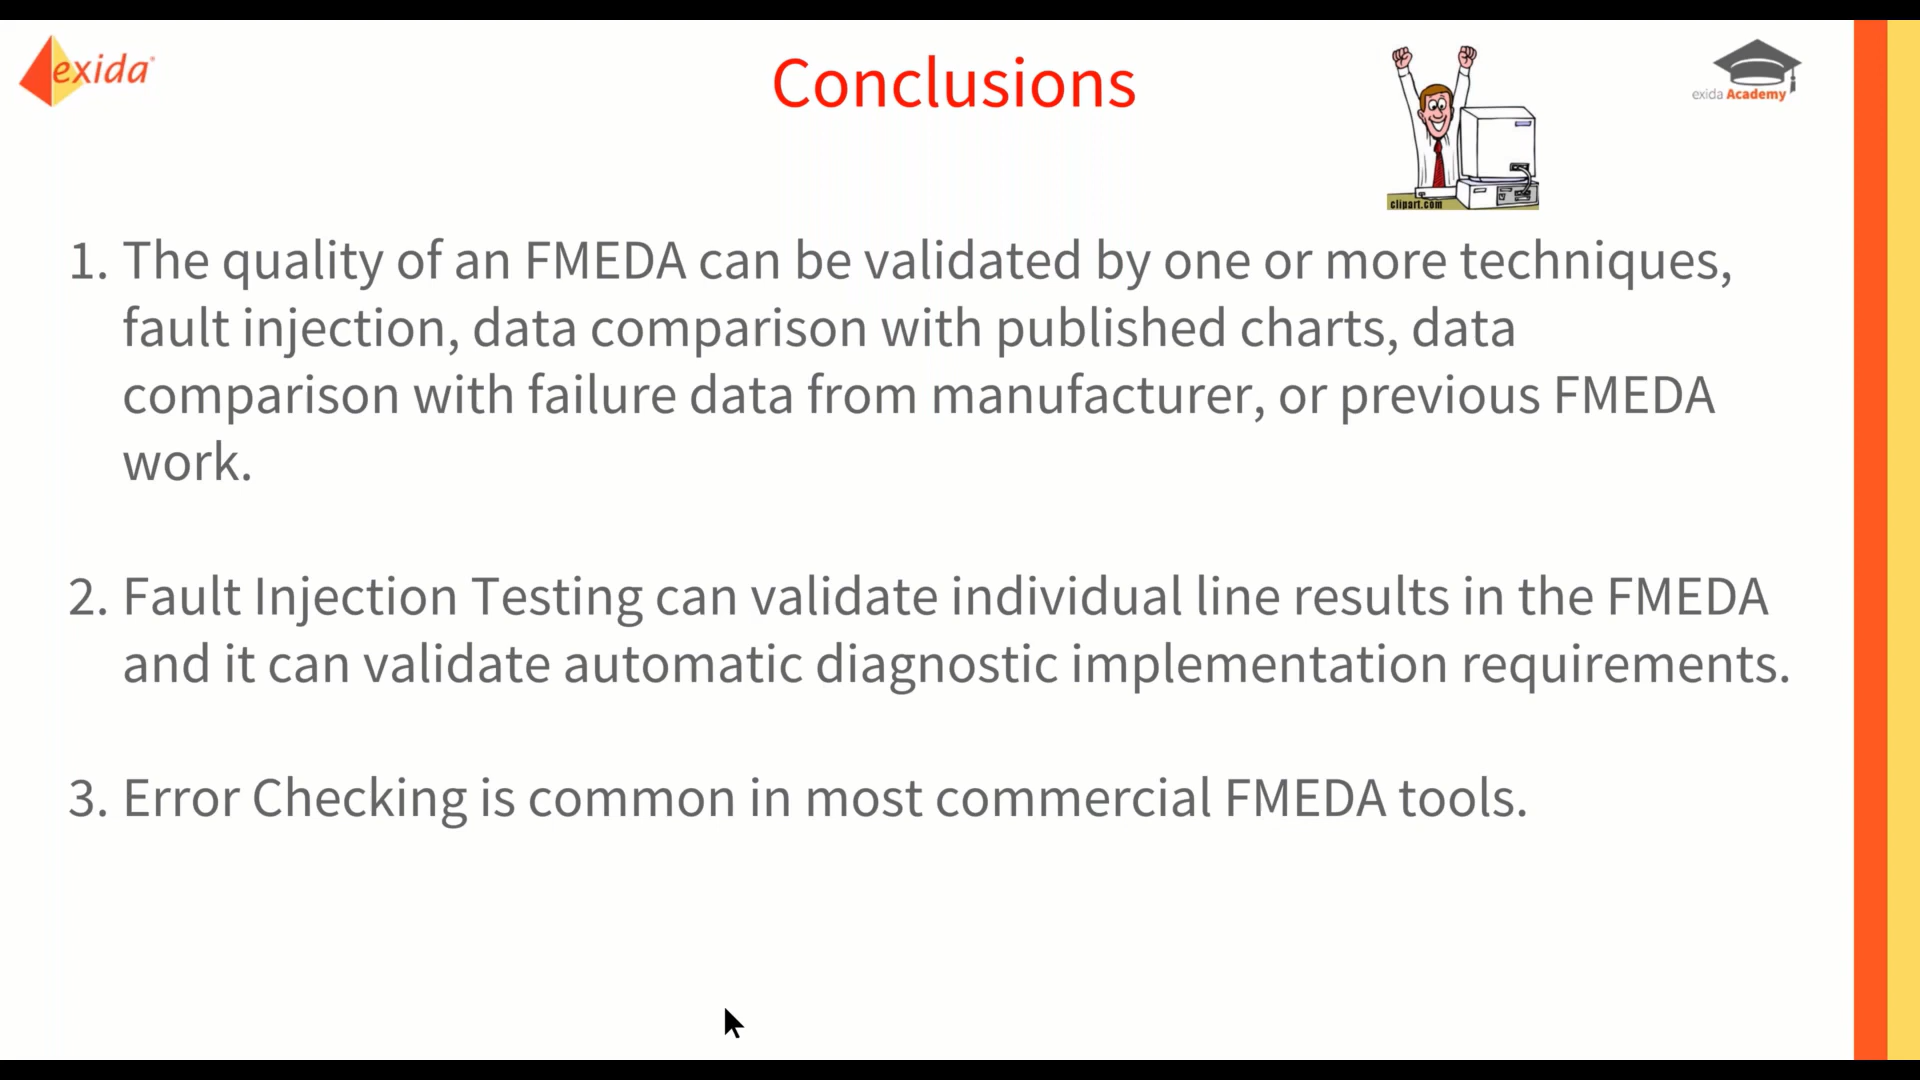 exida
Conclusions
exida Academy
clipart.com
1. The quality of an FMEDA can be validated by one or more techniques,
fault injection, data comparison with published charts, data
comparison with failure data from manufacturer, or previous FMEDA
work.
2. Fault Injection Testing can validate individual line results in the FMEDA
and it can validate automatic diagnostic implementation requirements.
3. Error Checking is common in most commercial FMEDA tools.